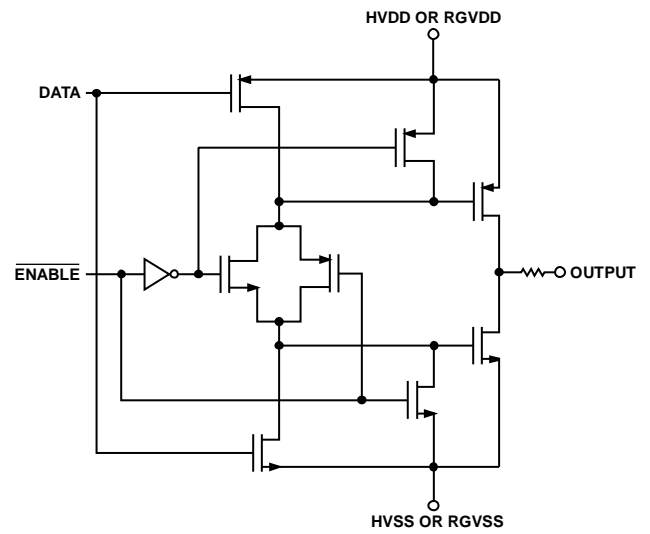 HVDD OR RGVDD
DATA
ENABLE
OUTPUT
HVSS OR RGVSS